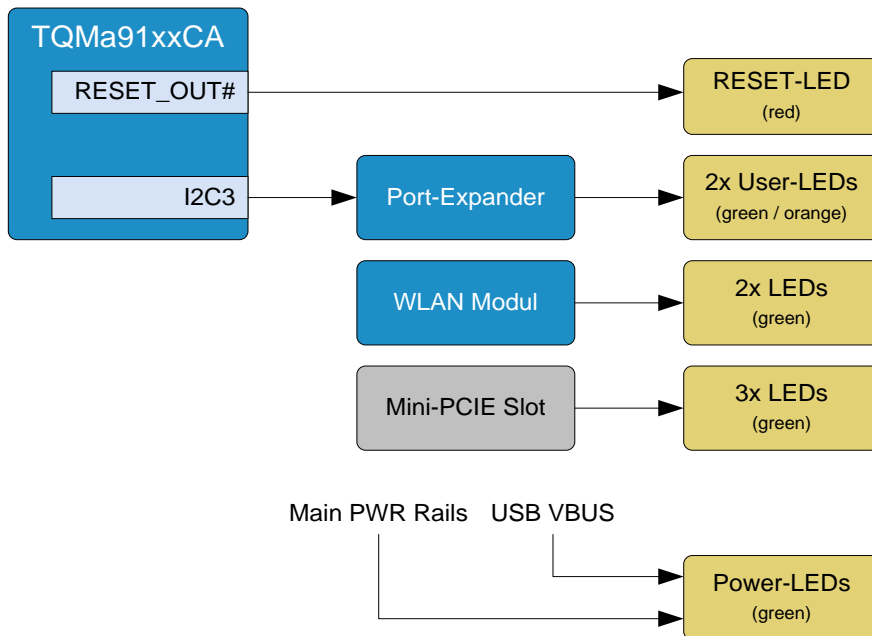 TQMa91xxCA
RESET_OUT#
RESET-LED
(red)
I2C3
Port-Expander
2x User-LEDs
(green / orange)
WLAN Modul
2x LEDs
(green)
Mini-PCIE Slot
3x LEDs
(green)
Main PWR Rails
USB VBUS
Power-LEDs
(green)